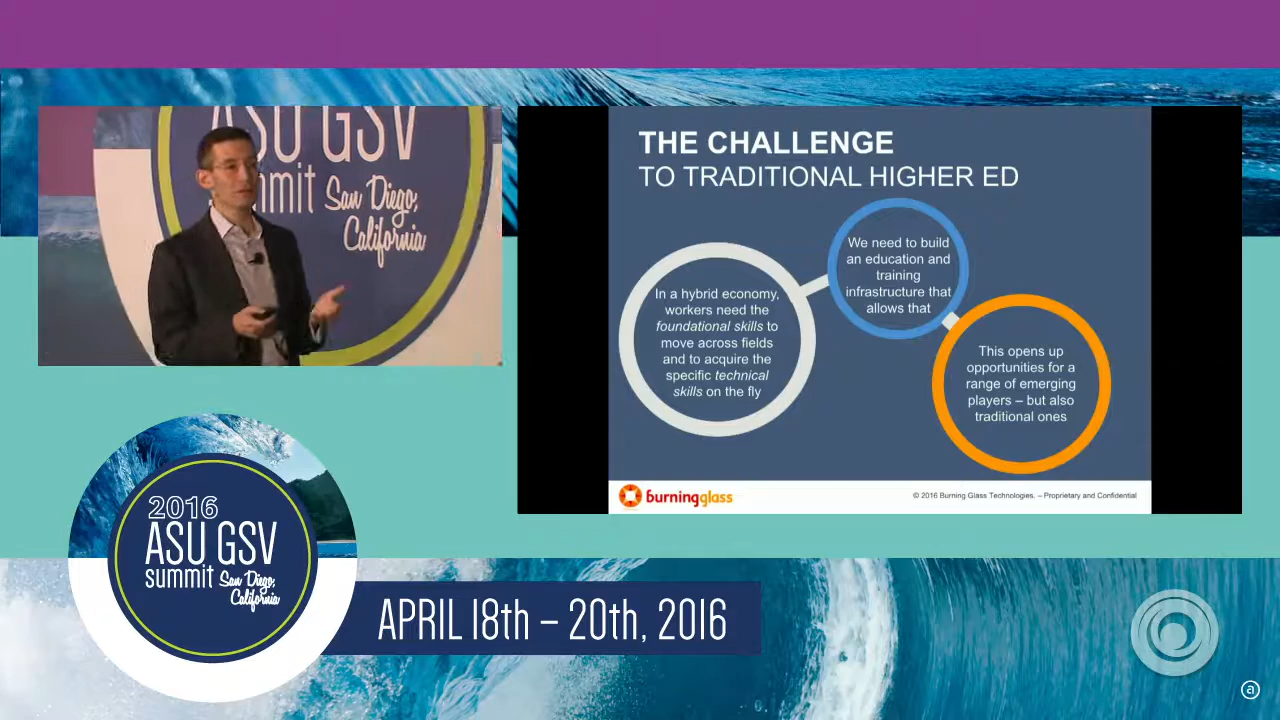 ASU GSV
summit San Diego,
California
THE CHALLENGE
TO TRADITIONAL HIGHER ED
In a hybrid economy,
workers need the
foundational skills to
move across fields
and to acquire the
specific technical
skills on the fly
We need to build
an education and
training
infrastructure that
allows that
This opens up
opportunities for a
range of emerging
players – but also
traditional ones
burningglass
© 2016 Burning Glass Technologies. – Proprietary and Confidential
2016
ASU GSV
summit San Diego,
California
APRIL 18th – 20th, 2016
a